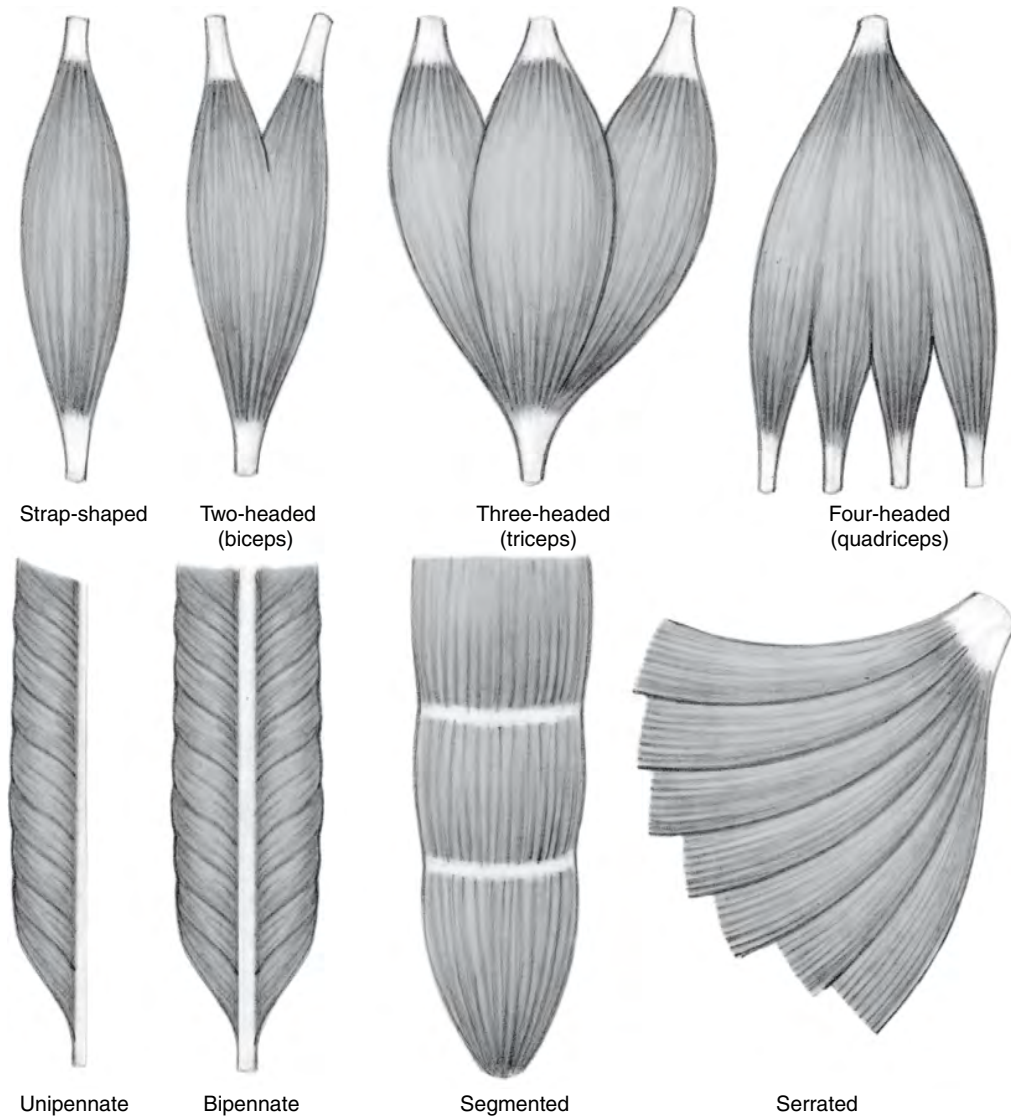 Strap-shaped
Two-headed
(biceps)
Three-headed
(triceps)
Four-headed
(quadriceps)
Unipennate
Bipennate
Segmented
Serrated